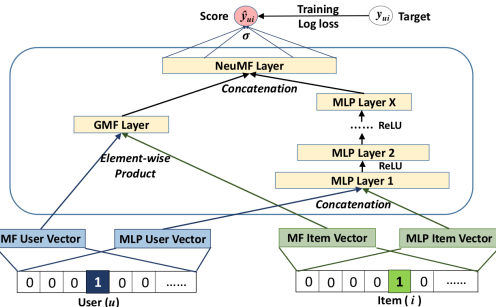 Score ŷui Training Log loss yui Target
σ
NeuMF Layer
Concatenation
MLP Layer X
GMF Layer
...... ReLU
Element-wise
Product
MLP Layer 2
ReLU
MLP Layer 1
Concatenation
MF User Vector MLP User Vector MF Item Vector MLP Item Vector
0 0 0 1 0 0 ...... 0 0 0 0 1 0 ......
User (u) Item ( i )